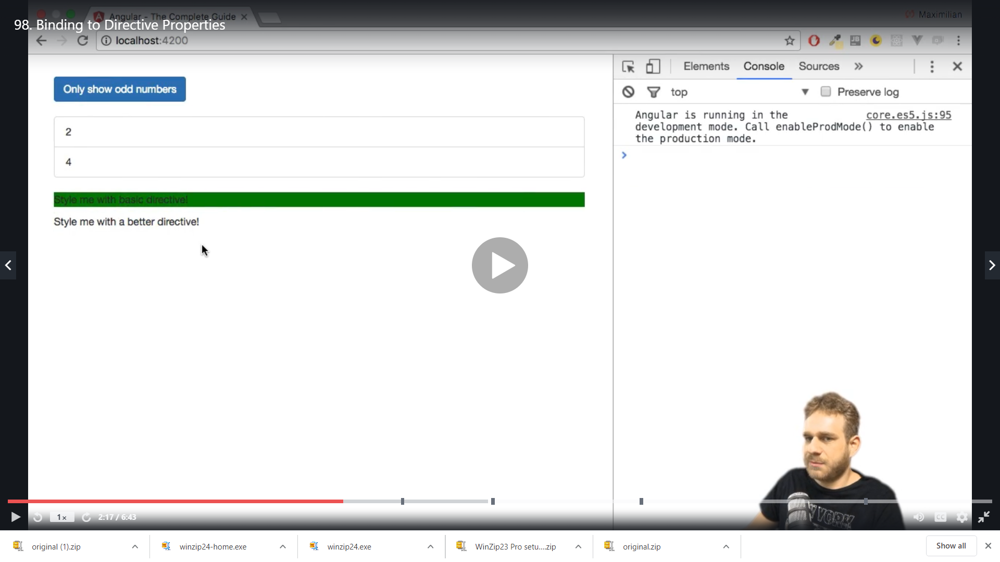 Angular - The Complete Guide
Maximilian
98. Binding to Directive Properties
localhost:4200
Elements Console Sources
Only show odd numbers
top
Preserve log
Angular is running in the core.es5.js:95
development mode. Call enableProdMode() to enable
the production mode.
2
4
Style me with basic directive!
Style me with a better directive!
1x 2:17 / 6:43
CC
original (1).zip
winzip24-home.exe
winzip24.exe
WinZip23 Pro setu....zip
original.zip
Show all